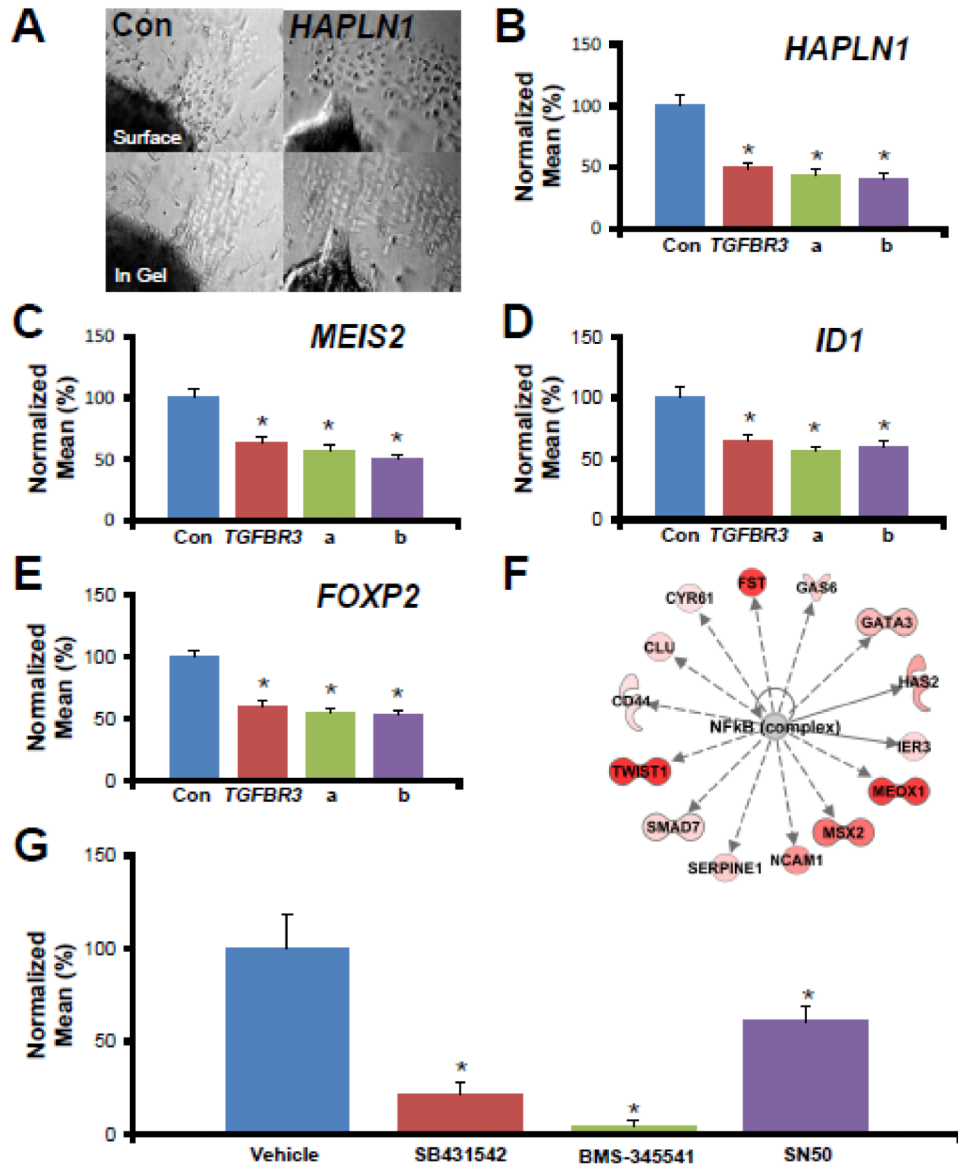 A
Con
HAPLN1
Surface
In Gel
B
HAPLN1
Normalized
Mean (%)
150
100
50
0
*
*
*
Con
TGFBR3
a
b
C
MEIS2
Normalized
Mean (%)
150
100
50
0
*
*
*
Con
TGFBR3
a
b
D
ID1
Normalized
Mean (%)
150
100
50
0
*
*
*
Con
TGFBR3
a
b
E
FOXP2
Normalized
Mean (%)
150
100
50
0
*
*
*
Con
TGFBR3
a
b
F
FST
GAS6
CYR61
GATA3
CLU
HAS2
CD44
NFkB (complex)
IER3
TWIST1
MEOX1
SMAD7
MSX2
SERPINE1
NCAM1
G
Normalized
Mean (%)
150
100
50
0
*
*
*
Vehicle
SB431542
BMS-345541
SN50